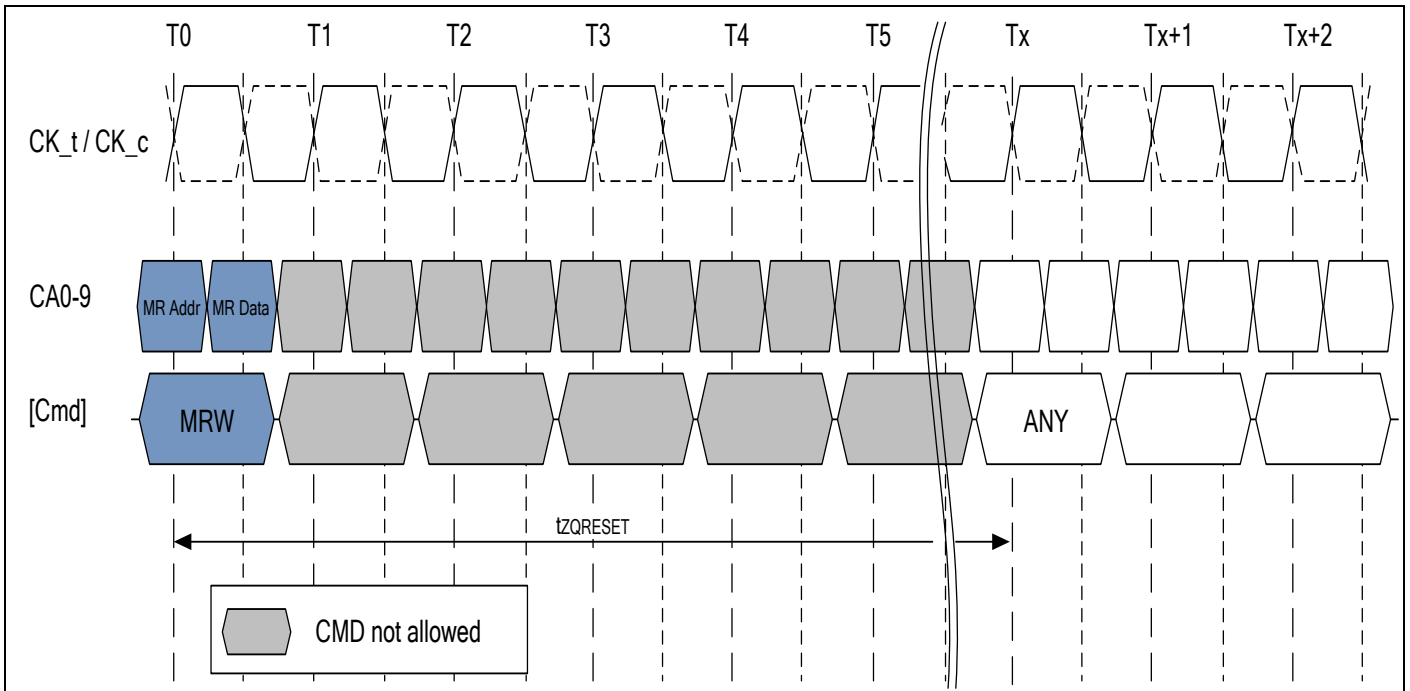 T0 T1 T2 T3 T4 T5 Tx Tx+1 Tx+2
CK_t / CK_c
CA0-9 MR Addr MR Data
[Cmd] MRW ANY
tZQRESET
CMD not allowed